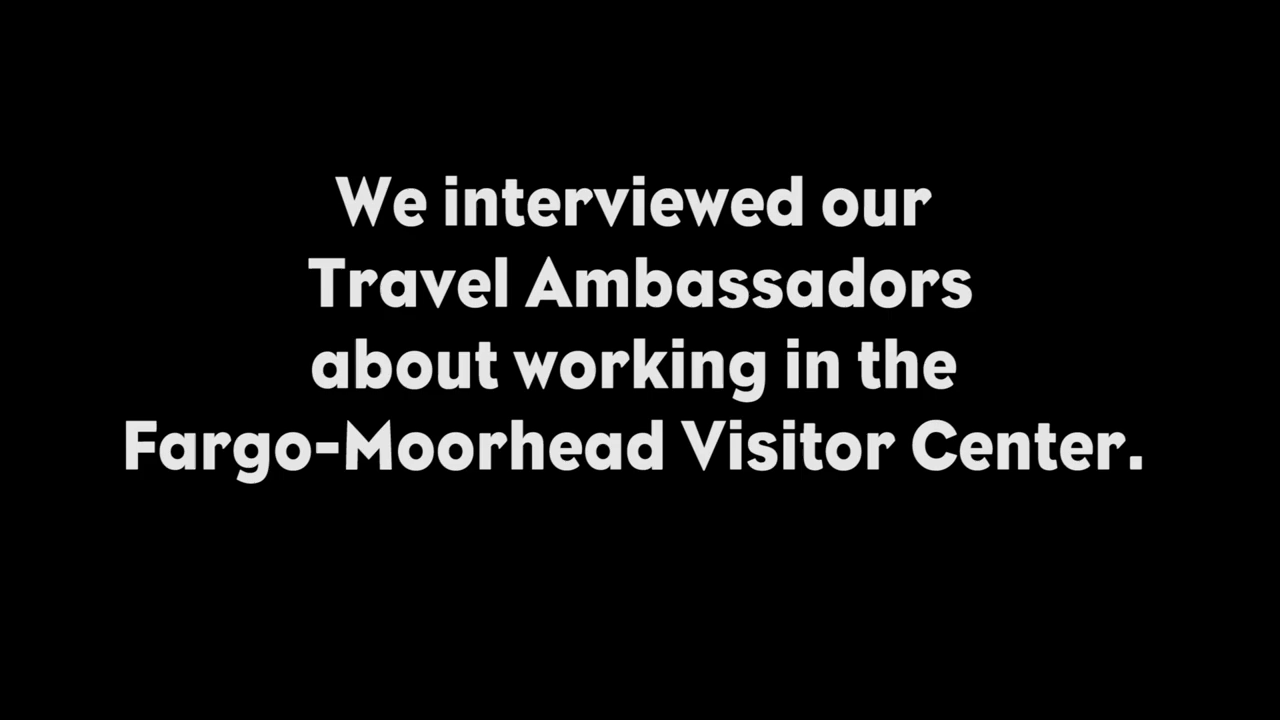 We interviewed our
Travel Ambassadors
about working in the
Fargo-Moorhead Visitor Center.